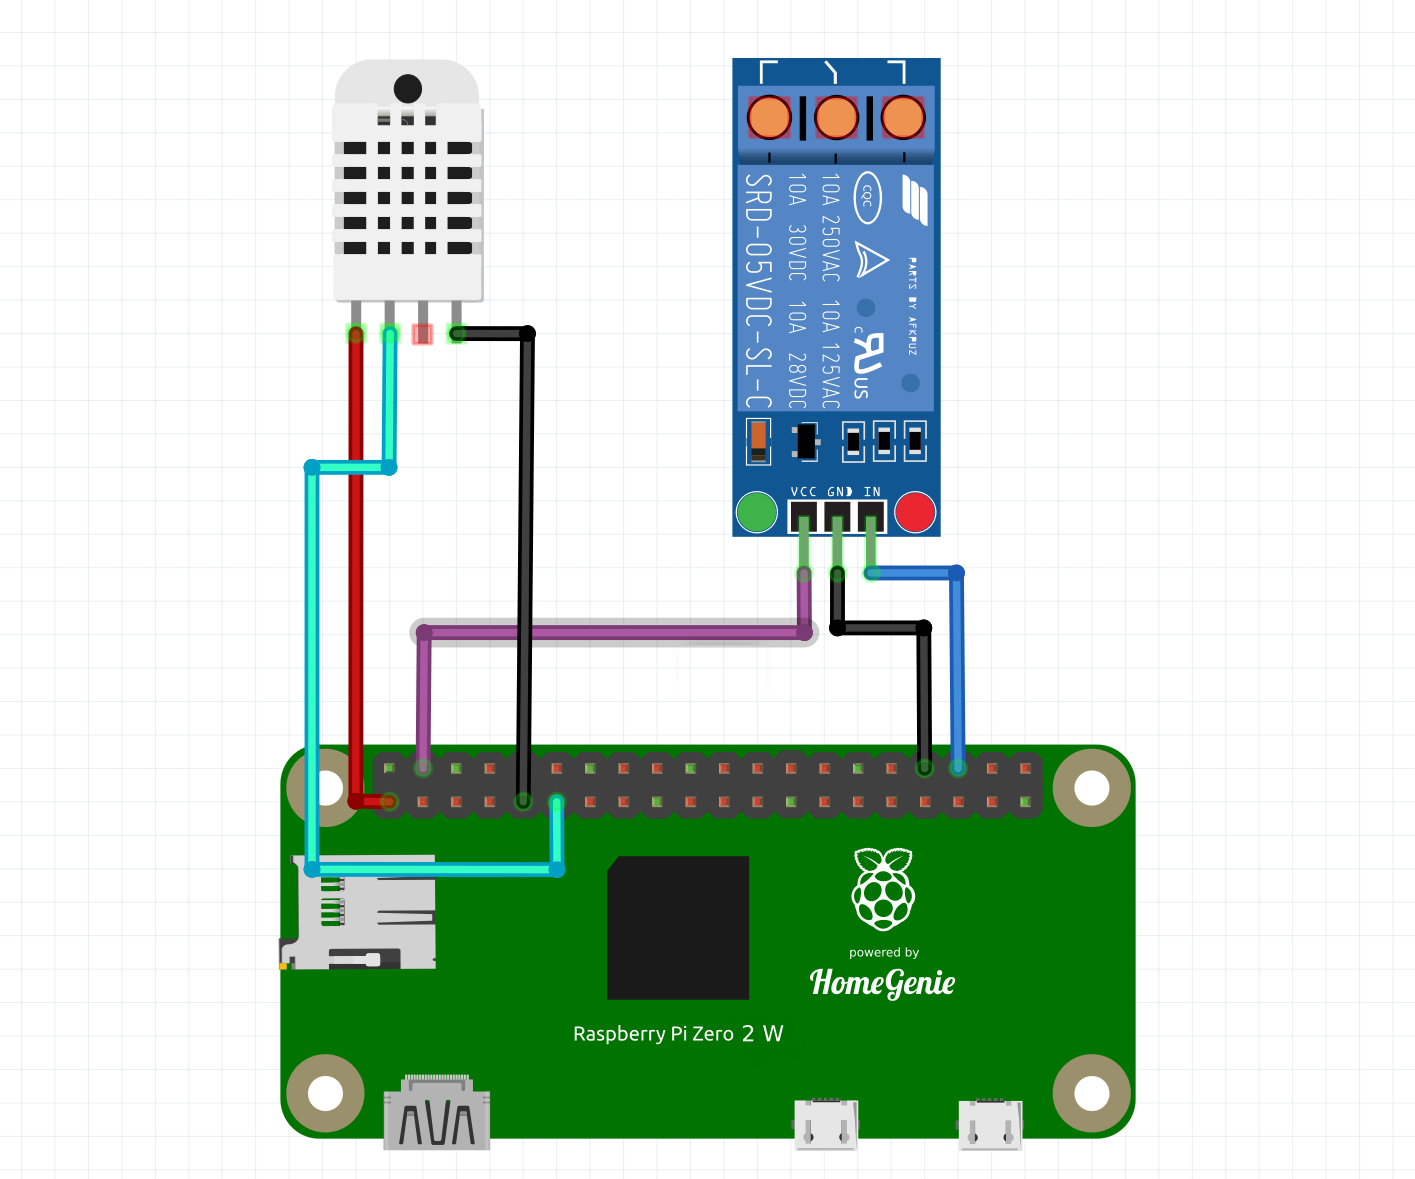 SRD-05VDC-SL-C
10A 30VDC 10A 28VDC
10A 250VAC 10A 125VAC
CQC
c
US
PARTS BY AFKPUZ
VCC GND IN
powered by
HomeGenie
Raspberry Pi Zero 2 W